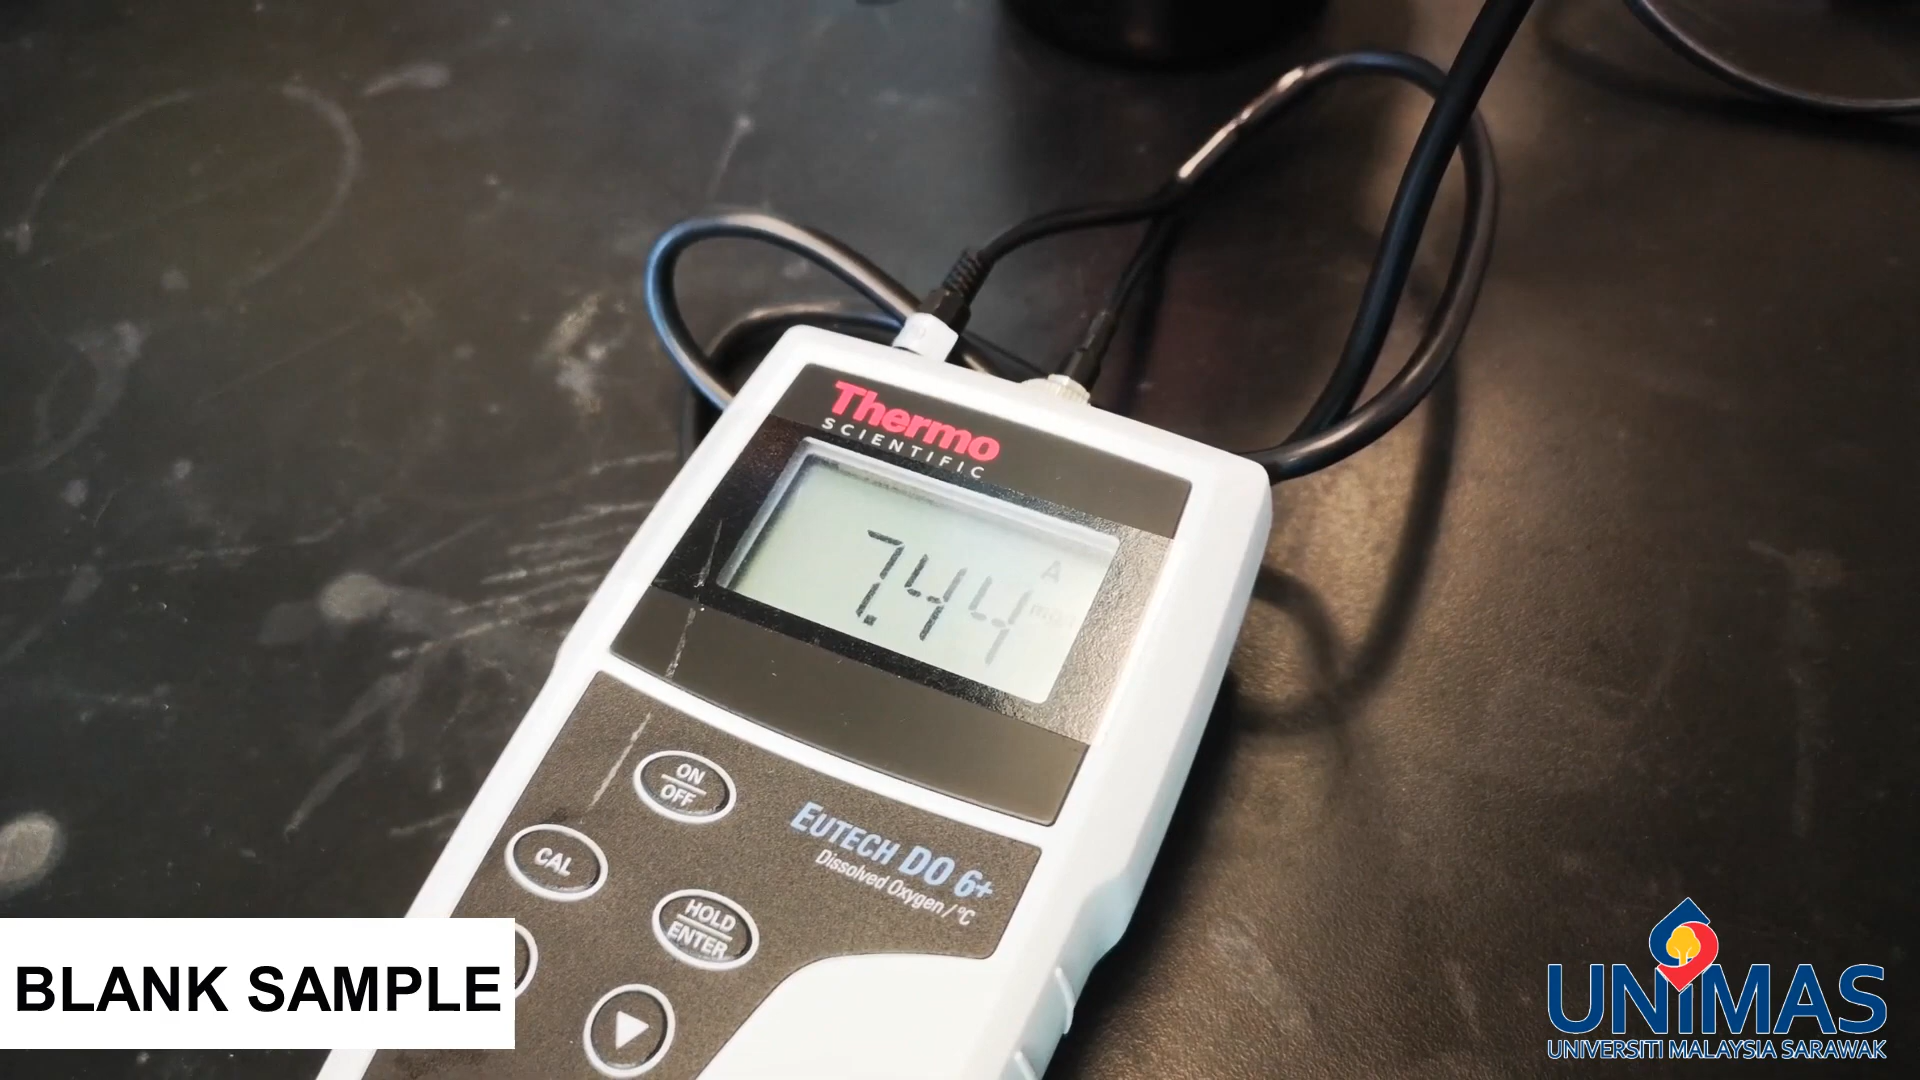 Thermo
SCIENTIFIC
A
7.44
ON
OFF
EUTECH DO 6+
Dissolved Oxygen / °C
CAL
HOLD
ENTER
BLANK SAMPLE
UNIMAS
UNIVERSITI MALAYSIA SARAWAK